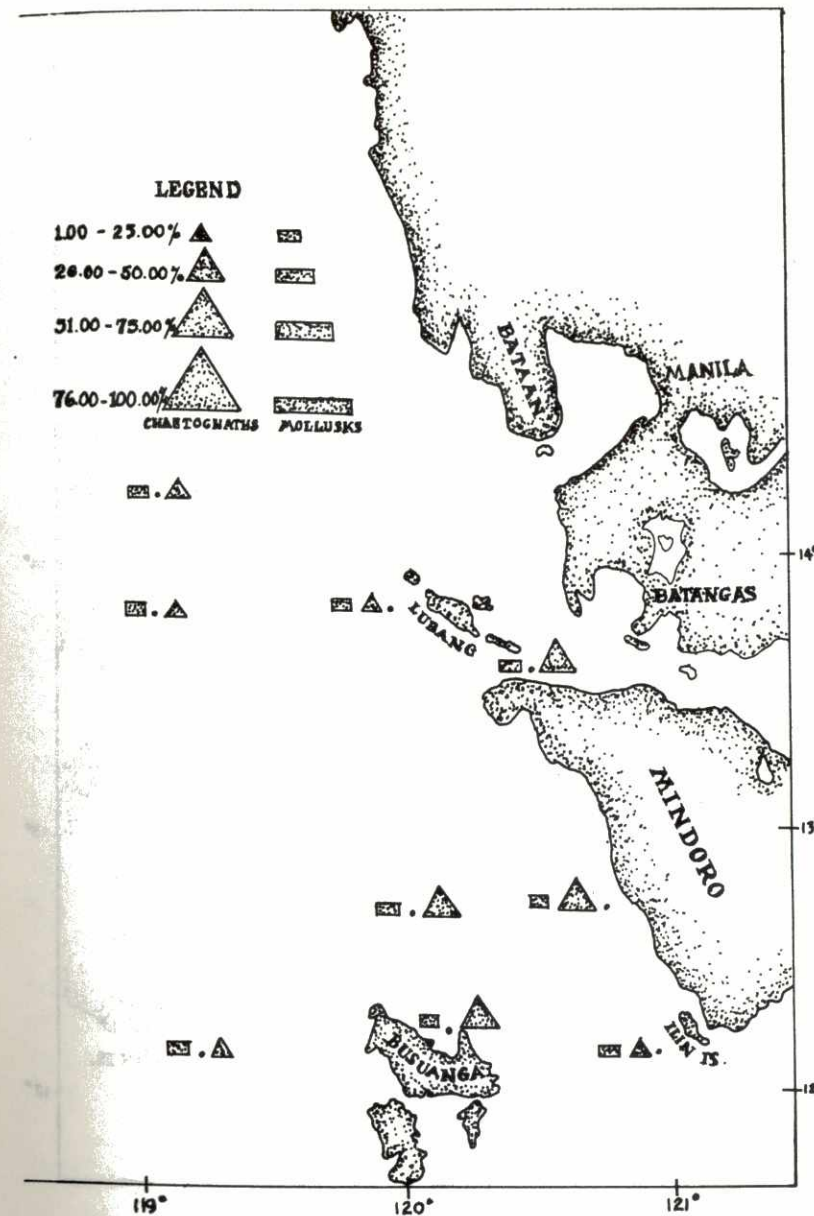 LEGEND
1.00 - 25.00%
26.00 - 50.00%
51.00 - 75.00%
76.00 - 100.00%
CHAETOGNATHS MOLLUSKS
BATAAN
MANILA
14°
BATANGAS
LUBANG
13°
MINDORO
ILIN IS.
BUSUANGA
12
119°
120°
121°